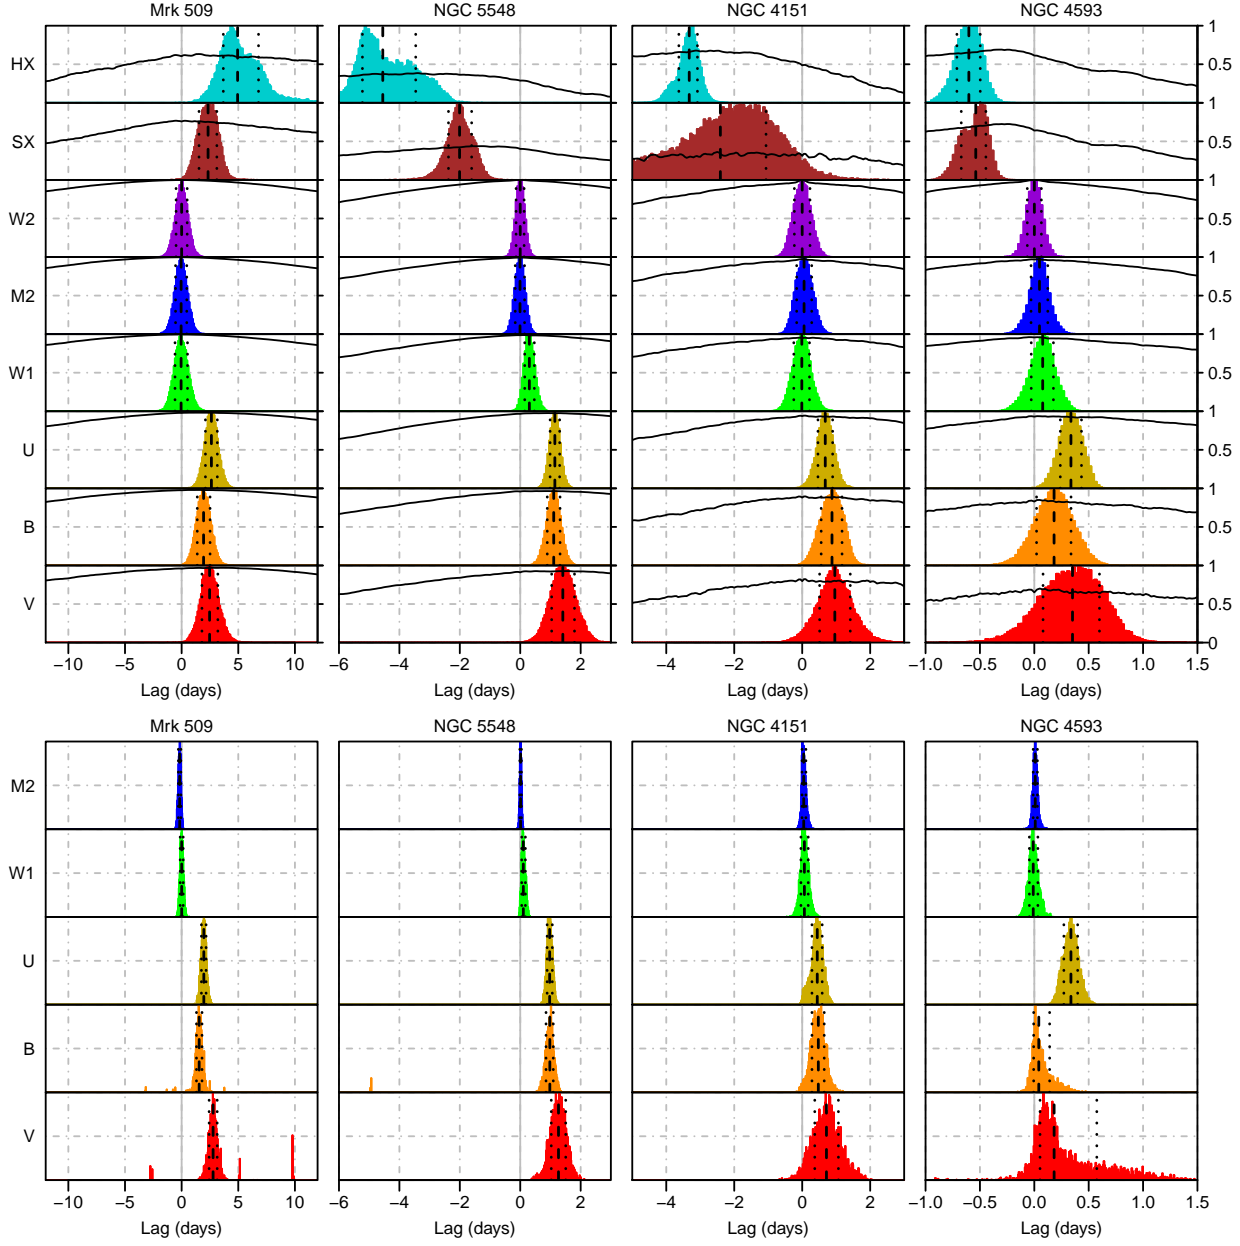 Mrk 509 NGC 5548 NGC 4151 NGC 4593
HX 1
0.5
SX 1
0.5
W2 1
0.5
M2 1
0.5
W1 1
0.5
U 1
0.5
B 1
0.5
V 1
0.5
0
−10 −5 0 5 10 −6 −4 −2 0 2 −4 −2 0 2 −1.0 −0.5 0.0 0.5 1.0 1.5
Lag (days) Lag (days) Lag (days) Lag (days)
Mrk 509 NGC 5548 NGC 4151 NGC 4593
M2
W1
U
B
V
−10 −5 0 5 10 −6 −4 −2 0 2 −4 −2 0 2 −1.0 −0.5 0.0 0.5 1.0 1.5
Lag (days) Lag (days) Lag (days) Lag (days)